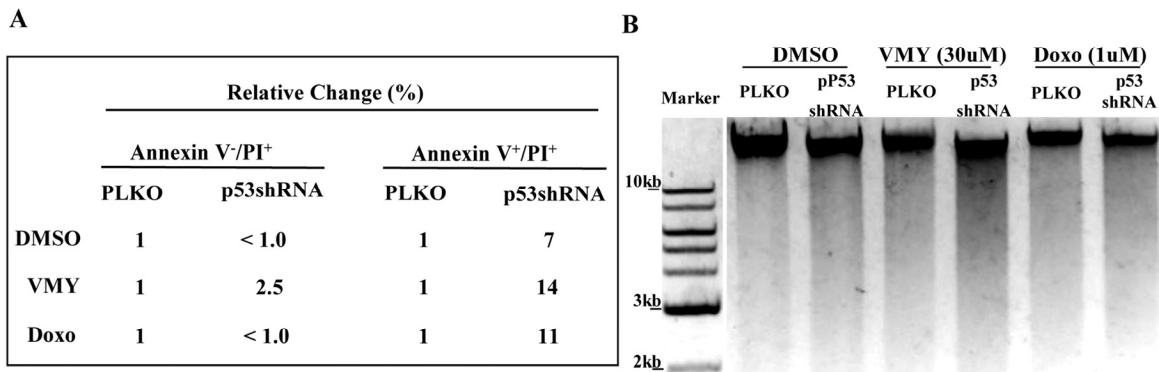 A
Relative Change (%)
Annexin V⁻/PI⁺ Annexin V⁺/PI⁺
PLKO p53shRNA PLKO p53shRNA
DMSO 1 < 1.0 1 7
VMY 1 2.5 1 14
Doxo 1 < 1.0 1 11
B
DMSO VMY (30uM) Doxo (1uM)
Marker PLKO pP53 shRNA PLKO p53 shRNA PLKO p53 shRNA
10kb
3kb
2kb